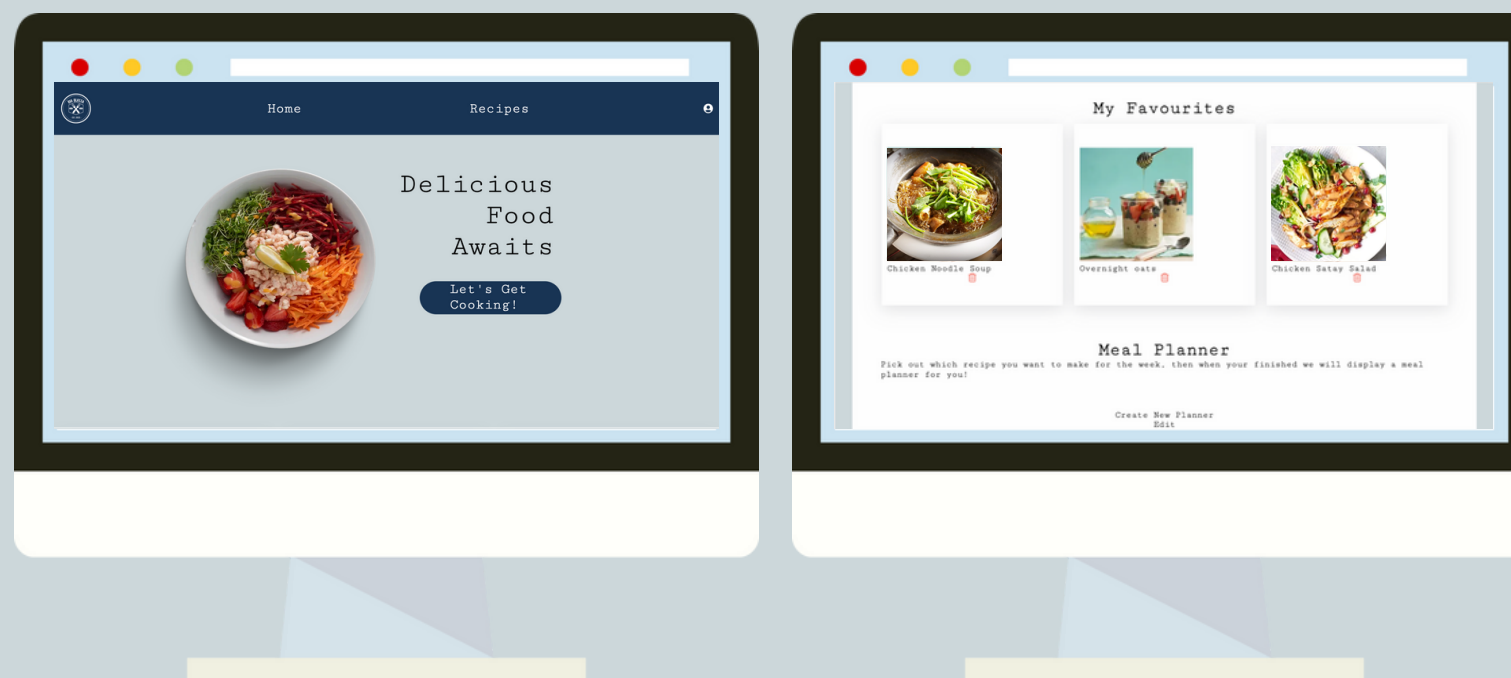 Home
Recipes
Delicious
Food
Awaits
Let's Get
Cooking!
My Favourites
Chicken Noodle Soup
Overnight oats
Chicken Satay Salad
Meal Planner
Pick out which recipe you want to make for the week, then when your finished we will display a meal
planner for you!
Create New Planner
Edit